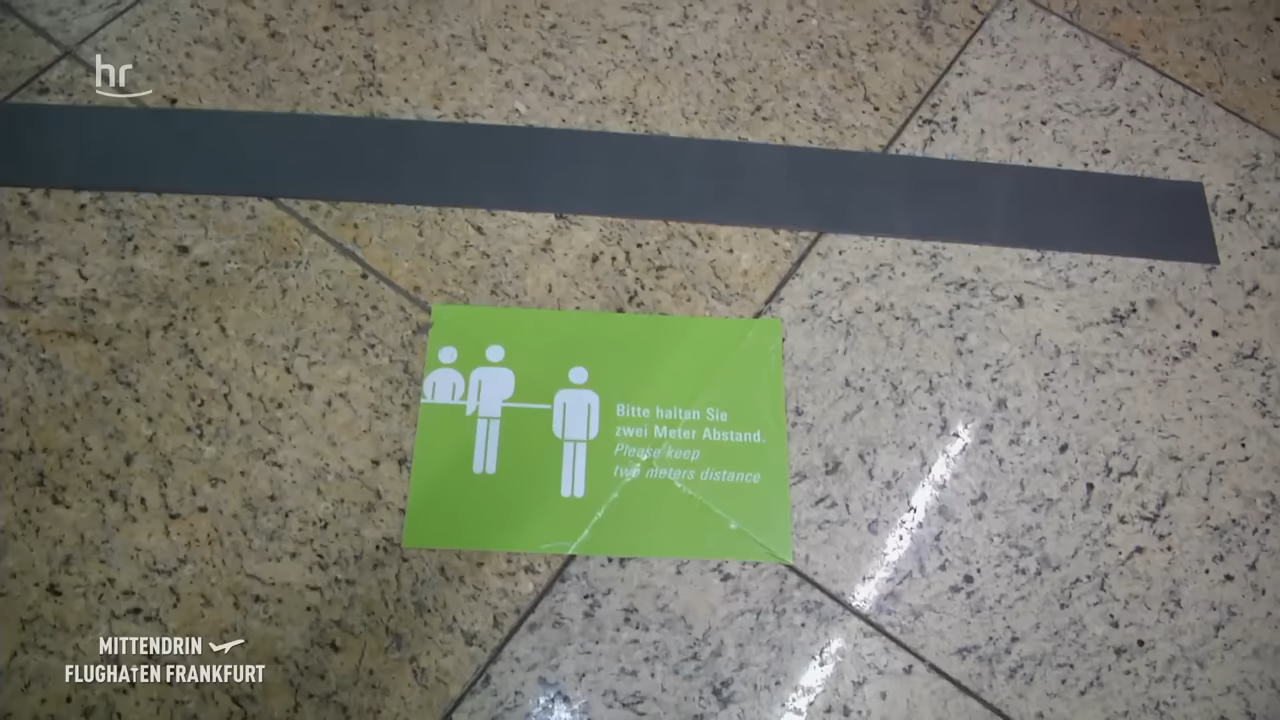 hr
Bitte halten Sie
zwei Meter Abstand.
Please keep
two meters distance
MITTENDRIN
FLUGHAFEN FRANKFURT